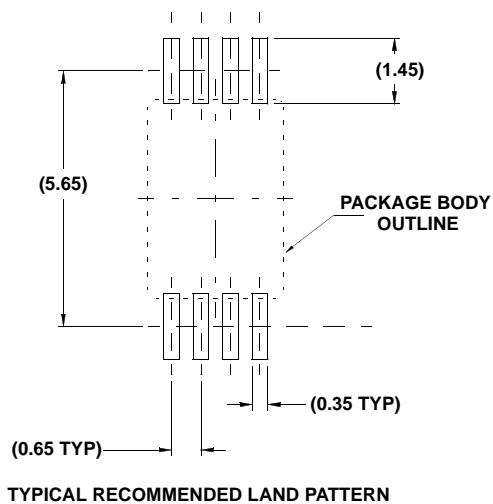 (1.45)
(5.65)
PACKAGE BODY
OUTLINE
(0.35 TYP)
(0.65 TYP)
TYPICAL RECOMMENDED LAND PATTERN